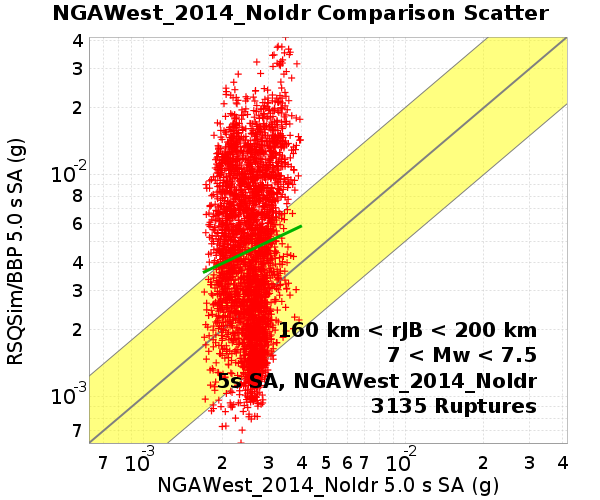 NGAWest_2014_NoIdr Comparison Scatter
RSQSim/BBP 5.0 s SA (g)
4
3
2
10-2
8
6
4
3
2
10-3
7
160 km < rJB < 200 km
7 < Mw < 7.5
5s SA, NGAWest_2014_NoIdr
3135 Ruptures
7 10-3 2 3 4 5 6 7 10-2 2 3 4
NGAWest_2014_NoIdr 5.0 s SA (g)